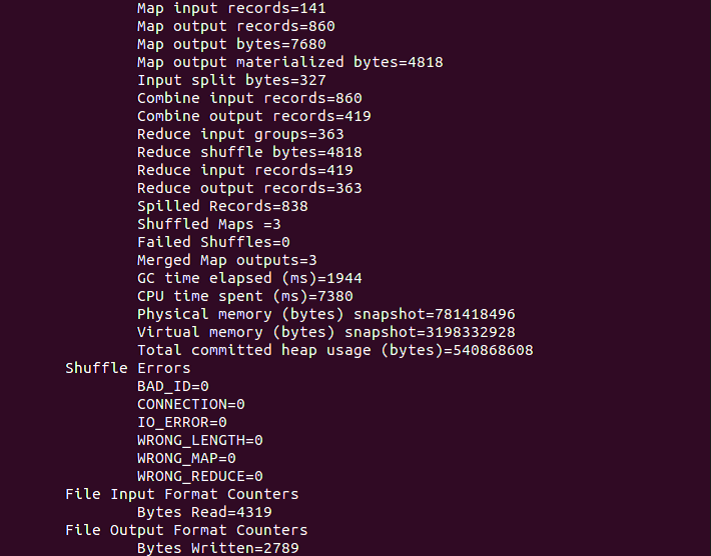 Map input records=141
Map output records=860
Map output bytes=7680
Map output materialized bytes=4818
Input split bytes=327
Combine input records=860
Combine output records=419
Reduce input groups=363
Reduce shuffle bytes=4818
Reduce input records=419
Reduce output records=363
Spilled Records=838
Shuffled Maps =3
Failed Shuffles=0
Merged Map outputs=3
GC time elapsed (ms)=1944
CPU time spent (ms)=7380
Physical memory (bytes) snapshot=781418496
Virtual memory (bytes) snapshot=3198332928
Total committed heap usage (bytes)=540868608
Shuffle Errors
BAD_ID=0
CONNECTION=0
IO_ERROR=0
WRONG_LENGTH=0
WRONG_MAP=0
WRONG_REDUCE=0
File Input Format Counters
Bytes Read=4319
File Output Format Counters
Bytes Written=2789